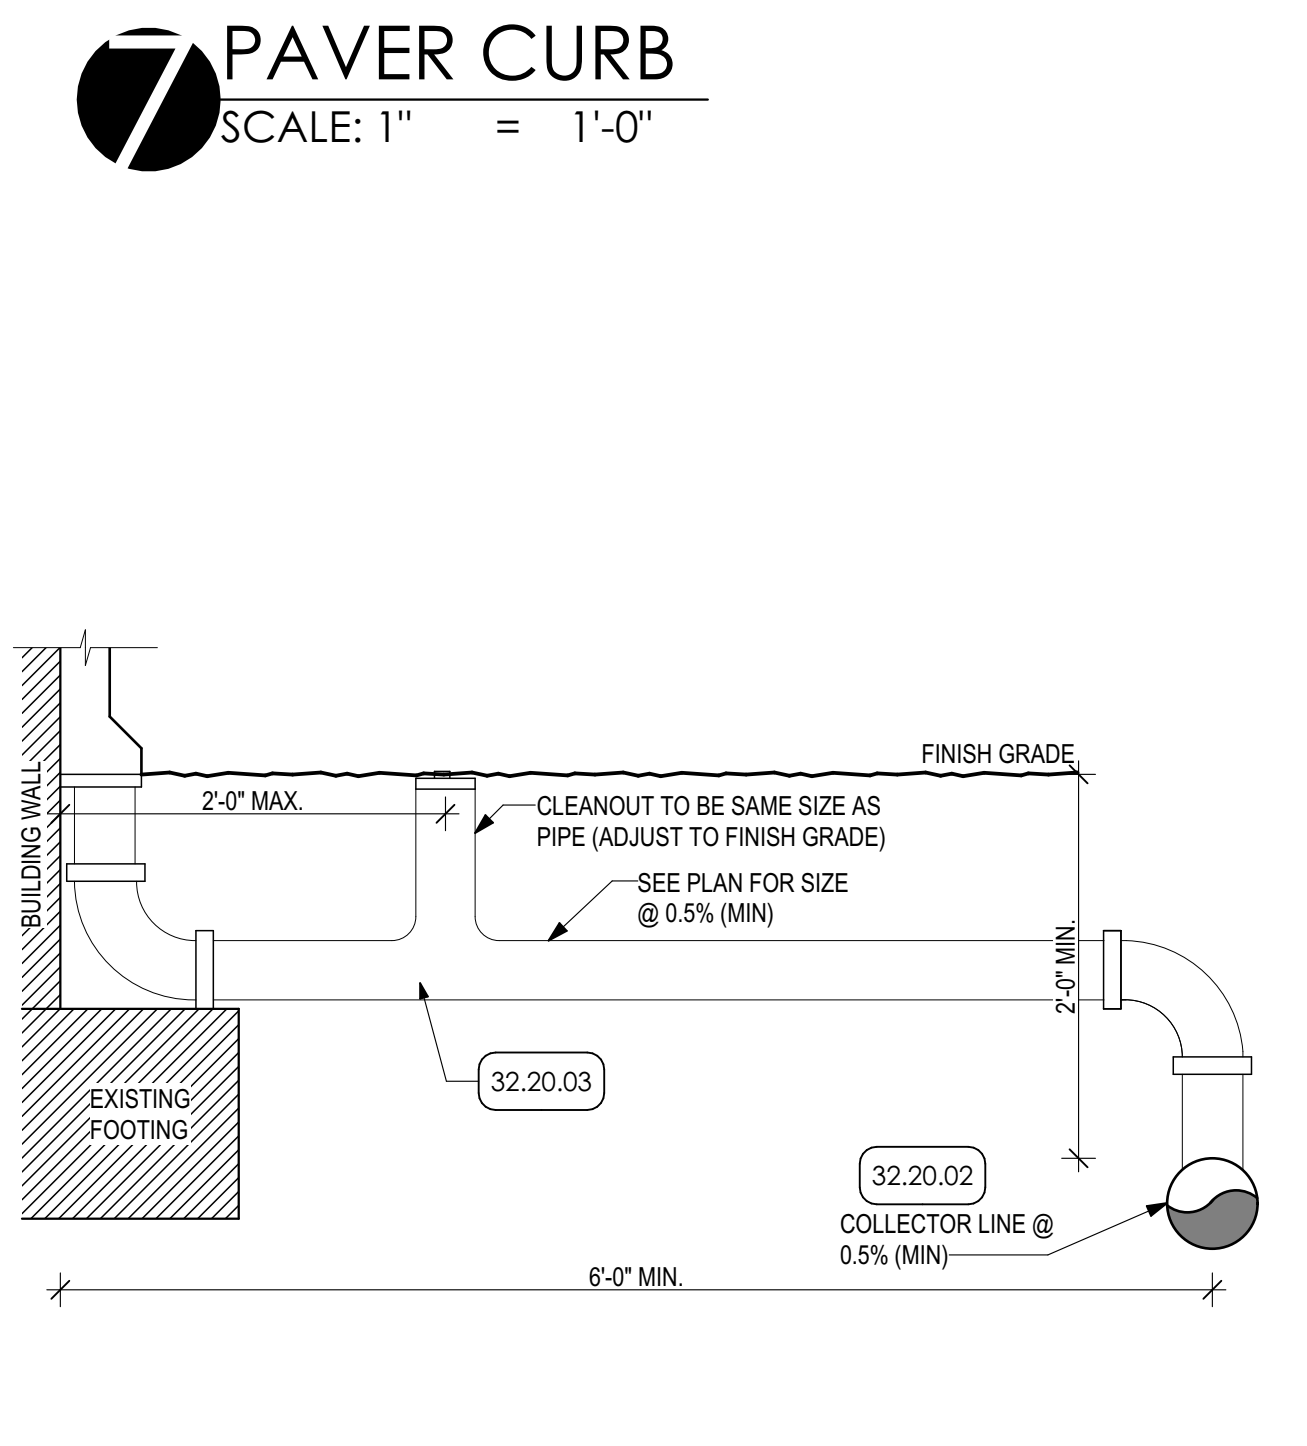 7
PAVER CURB
SCALE: 1" = 1'-0"
FINISH GRADE
BUILDING WALL
2'-0" MAX.
CLEANOUT TO BE SAME SIZE AS
PIPE (ADJUST TO FINISH GRADE)
SEE PLAN FOR SIZE
@ 0.5% (MIN)
2'-0" MIN.
32.20.03
EXISTING
FOOTING
32.20.02
COLLECTOR LINE @
0.5% (MIN)
6'-0" MIN.